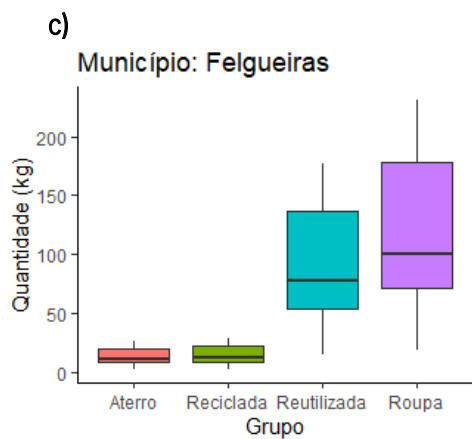 c)
Município: Felgueiras
Quantidade (kg)
200
150
100
50
0
Aterro Reciclada Reutilizada Roupa
Grupo